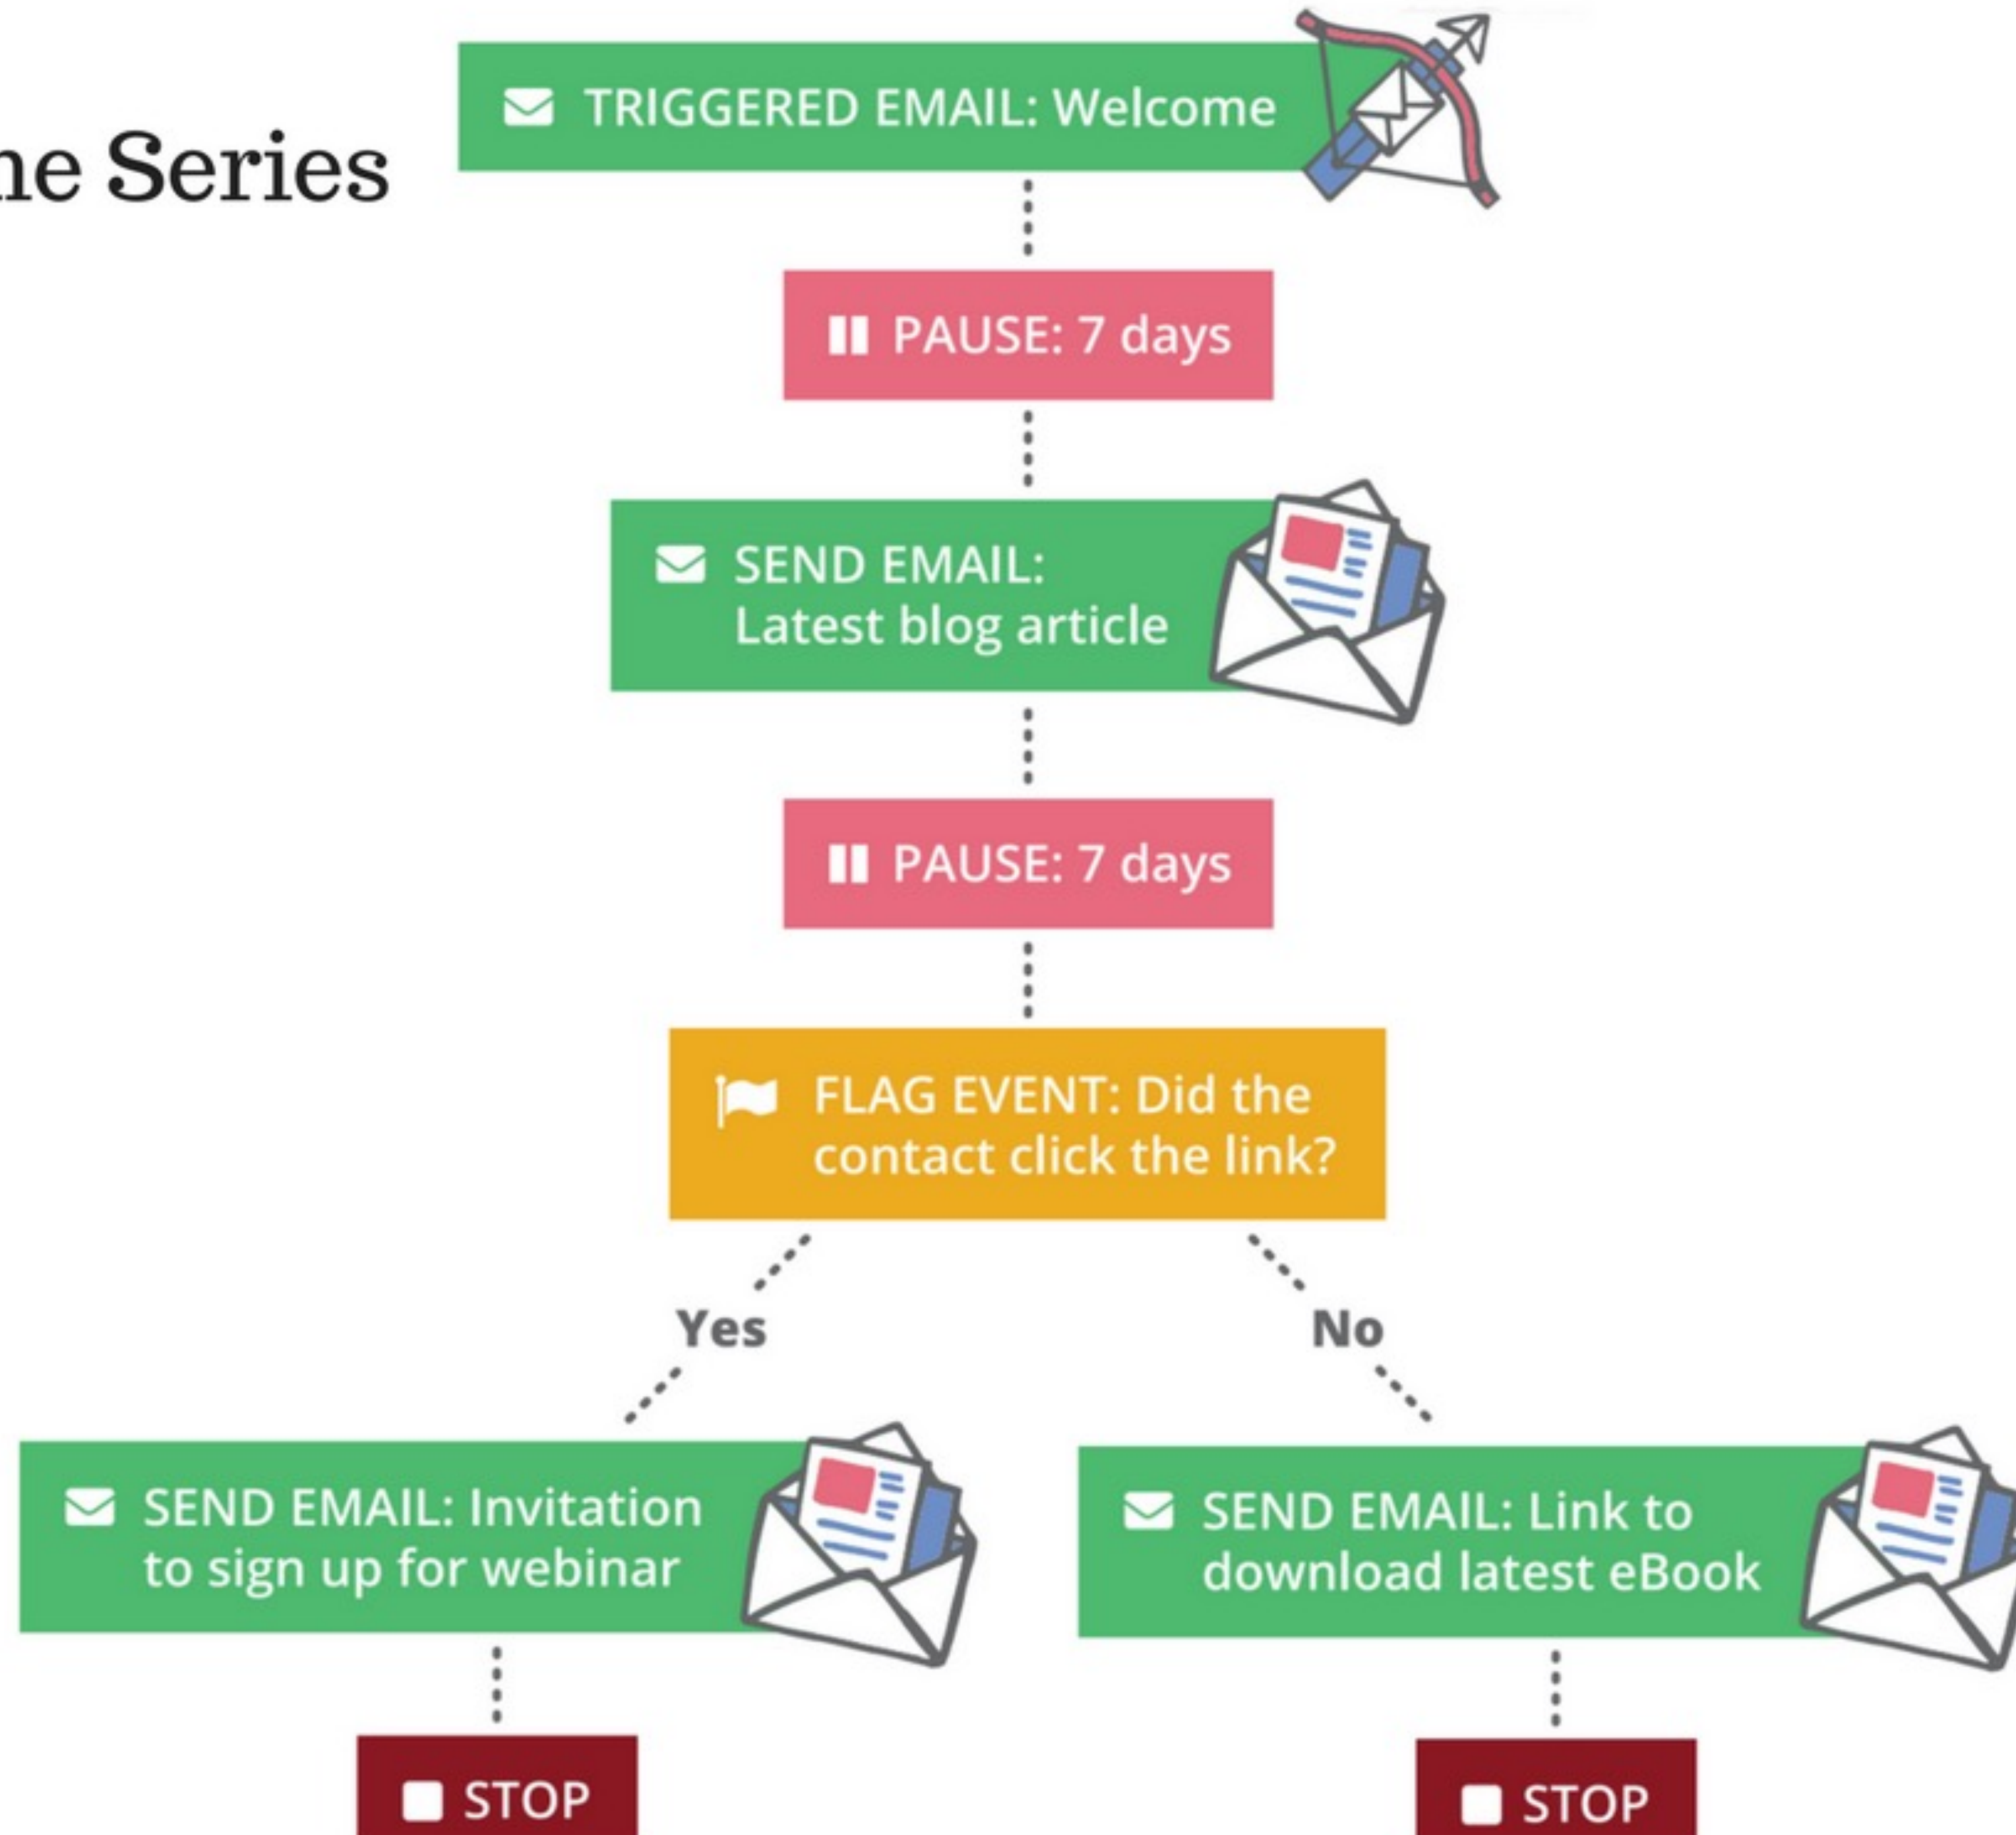 TRIGGERED EMAIL: Welcome
ne Series
PAUSE: 7 days
SEND EMAIL:
Latest blog article
PAUSE: 7 days
FLAG EVENT: Did the
contact click the link?
Yes
No
SEND EMAIL: Invitation
to sign up for webinar
SEND EMAIL: Link to
download latest eBook
STOP
STOP